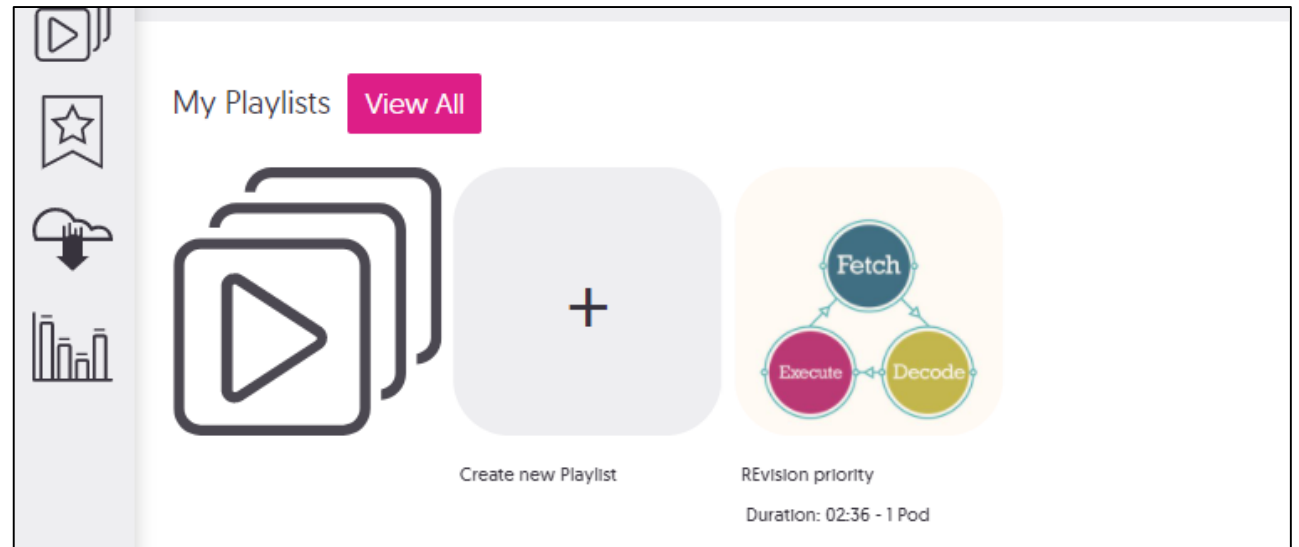 My Playlists View All
+
Fetch
Execute Decode
Create new Playlist REvision priority
Duration: 02:36 - 1 Pod